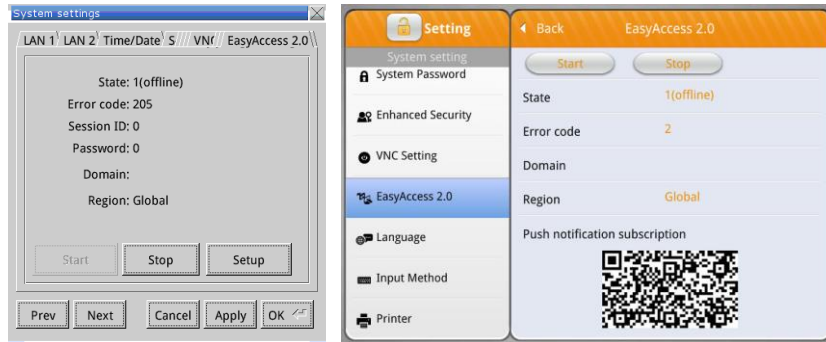 System settings
LAN 1 LAN 2 Time/Date S VNC EasyAccess 2.0
State: 1(offline)
Error code: 205
Session ID: 0
Password: 0
Domain:
Region: Global
Start Stop Setup
Prev Next Cancel Apply OK
Setting
System setting
System Password
Enhanced Security
VNC Setting
EasyAccess 2.0
Language
Input Method
Printer
Back EasyAccess 2.0
Start Stop
State 1(offline)
Error code 2
Domain
Region Global
Push notification subscription